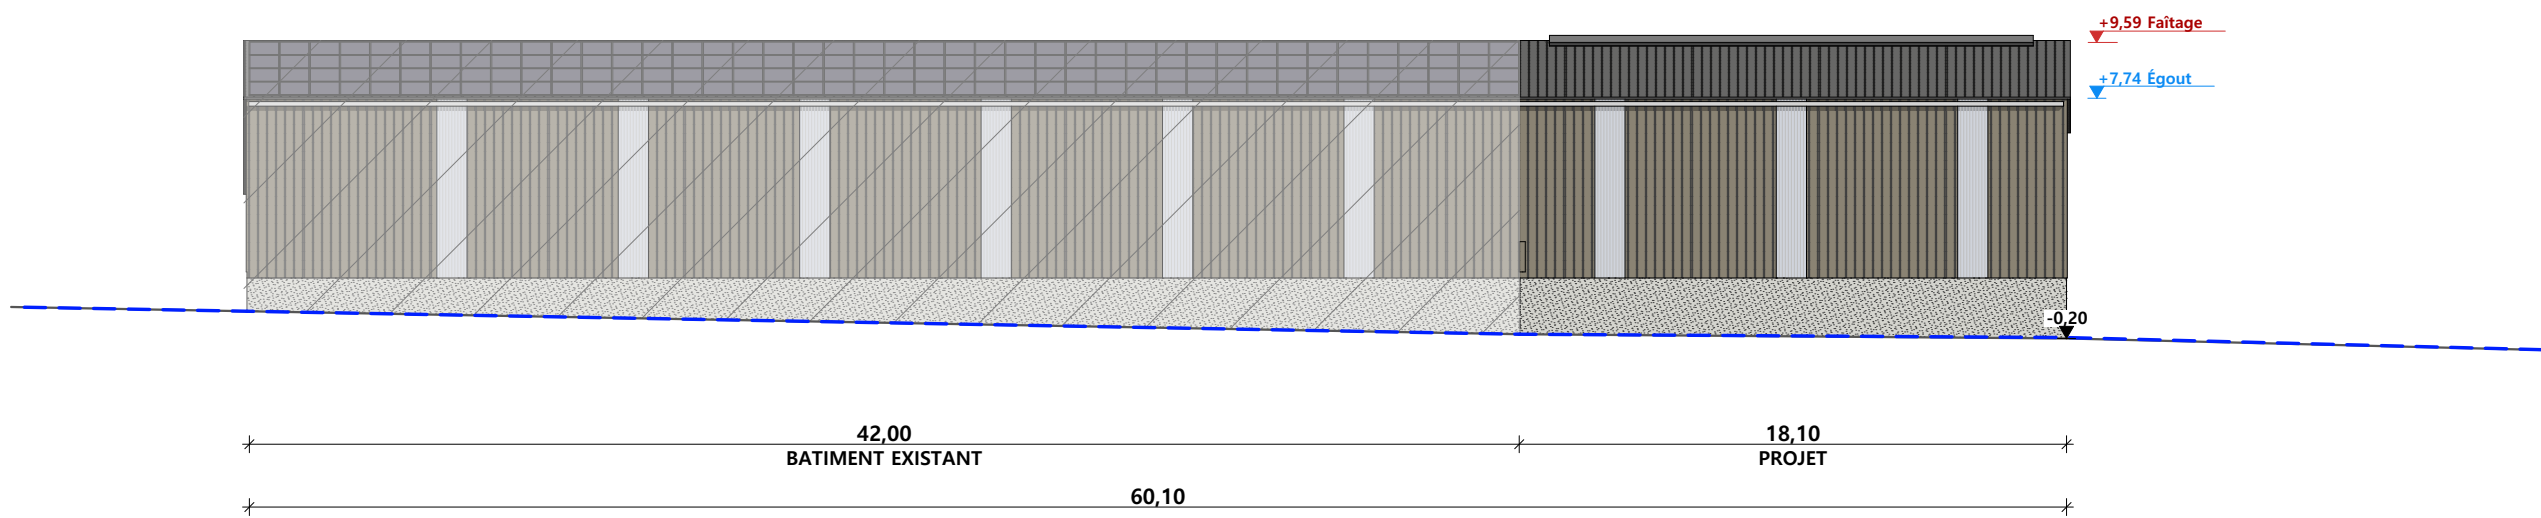 +9,59 Faîtage
+7,74 Égout
-0,20
42,00
18,10
BATIMENT EXISTANT
PROJET
60,10